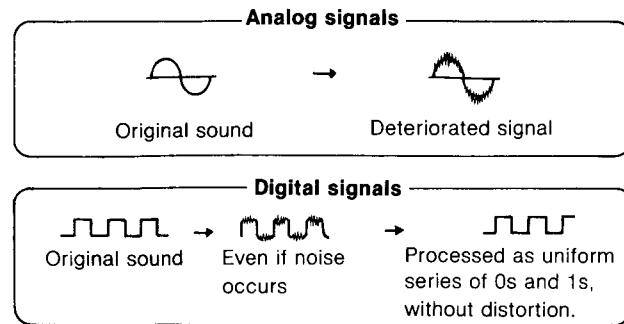 Analog signals
Original sound
Deteriorated signal
Digital signals
Original sound
Even if noise
occurs
Processed as uniform
series of 0s and 1s,
without distortion.